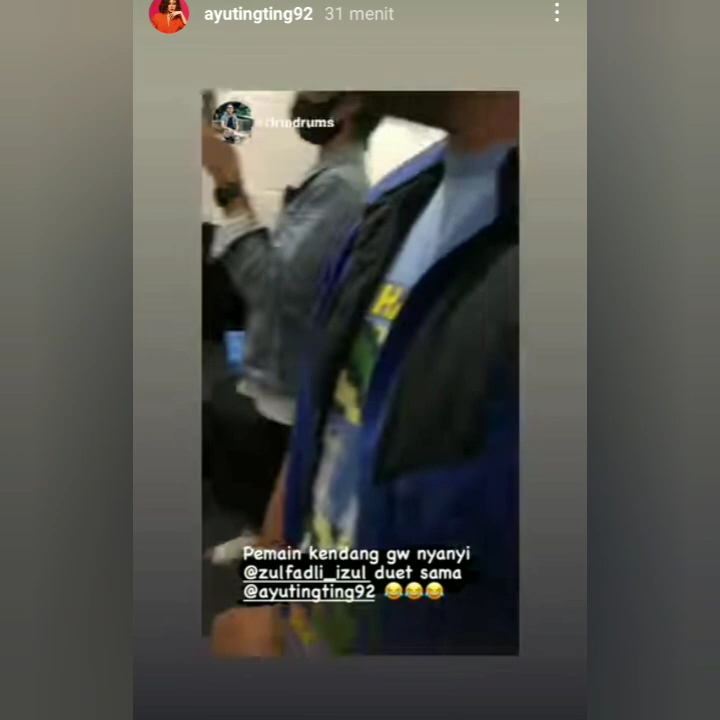 ayutingting92 31 menit
Pemain kendang gw nyanyi
@zulfadli_izul duet sama
@ayutingting92 😂😂😂